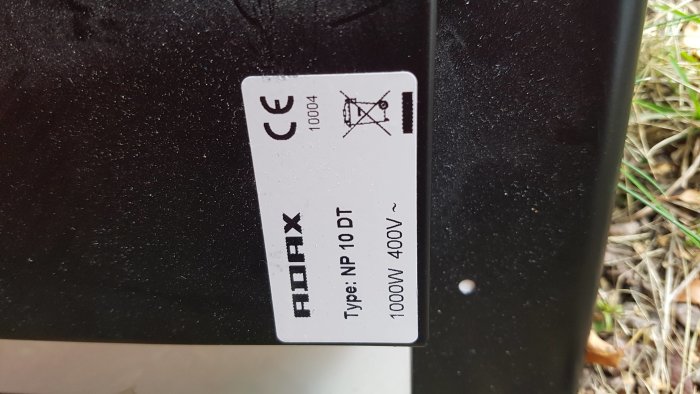 ADAX
CE
10004
Type: NP 10 DT
1000W 400V ~